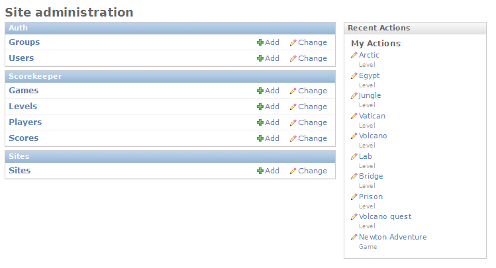 Site administration
Auth
Groups Add Change
Users Add Change
Scorekeeper
Games Add Change
Levels Add Change
Players Add Change
Scores Add Change
Sites
Sites Add Change
Recent Actions
My Actions
Arctic
Level
Egypt
Level
Jungle
Level
Vatican
Level
Volcano
Level
Lab
Level
Bridge
Level
Prison
Level
Volcano quest
Level
Newton Adventure
Game